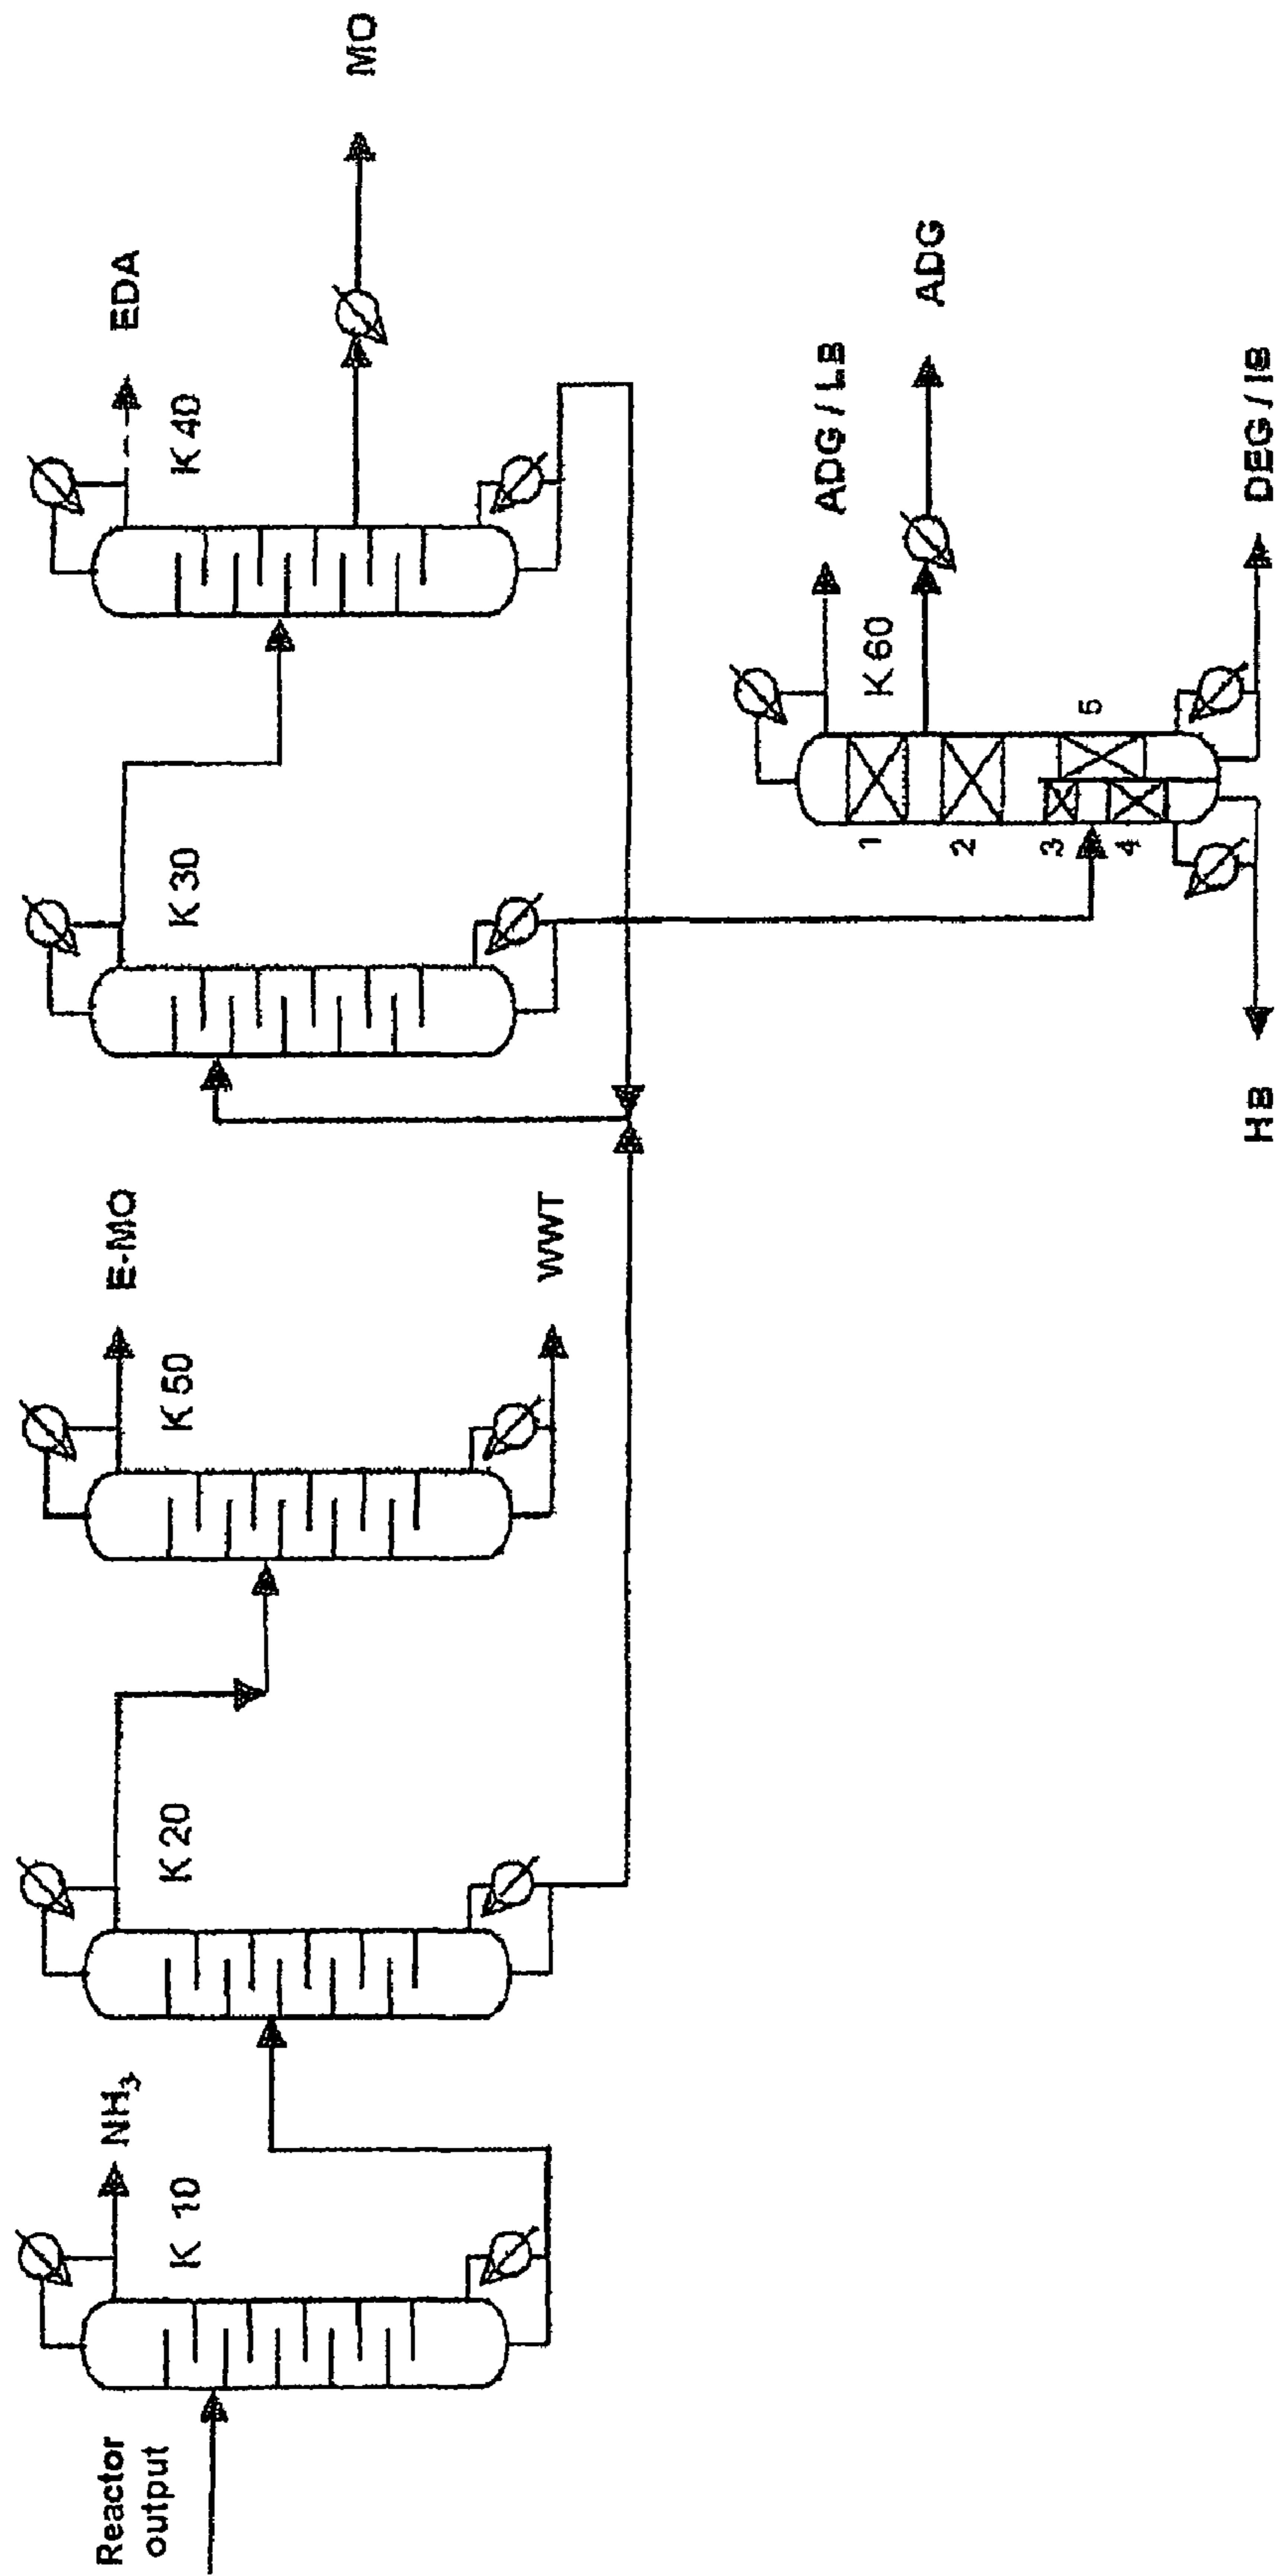 Reactor
output
NH₃
K 10
K 20
E-MO
K 50
WWT
K 30
EDA
K 40
MO
ADG / LB
K 60
ADG
1
2
3
4
5
HB
DEG / IB